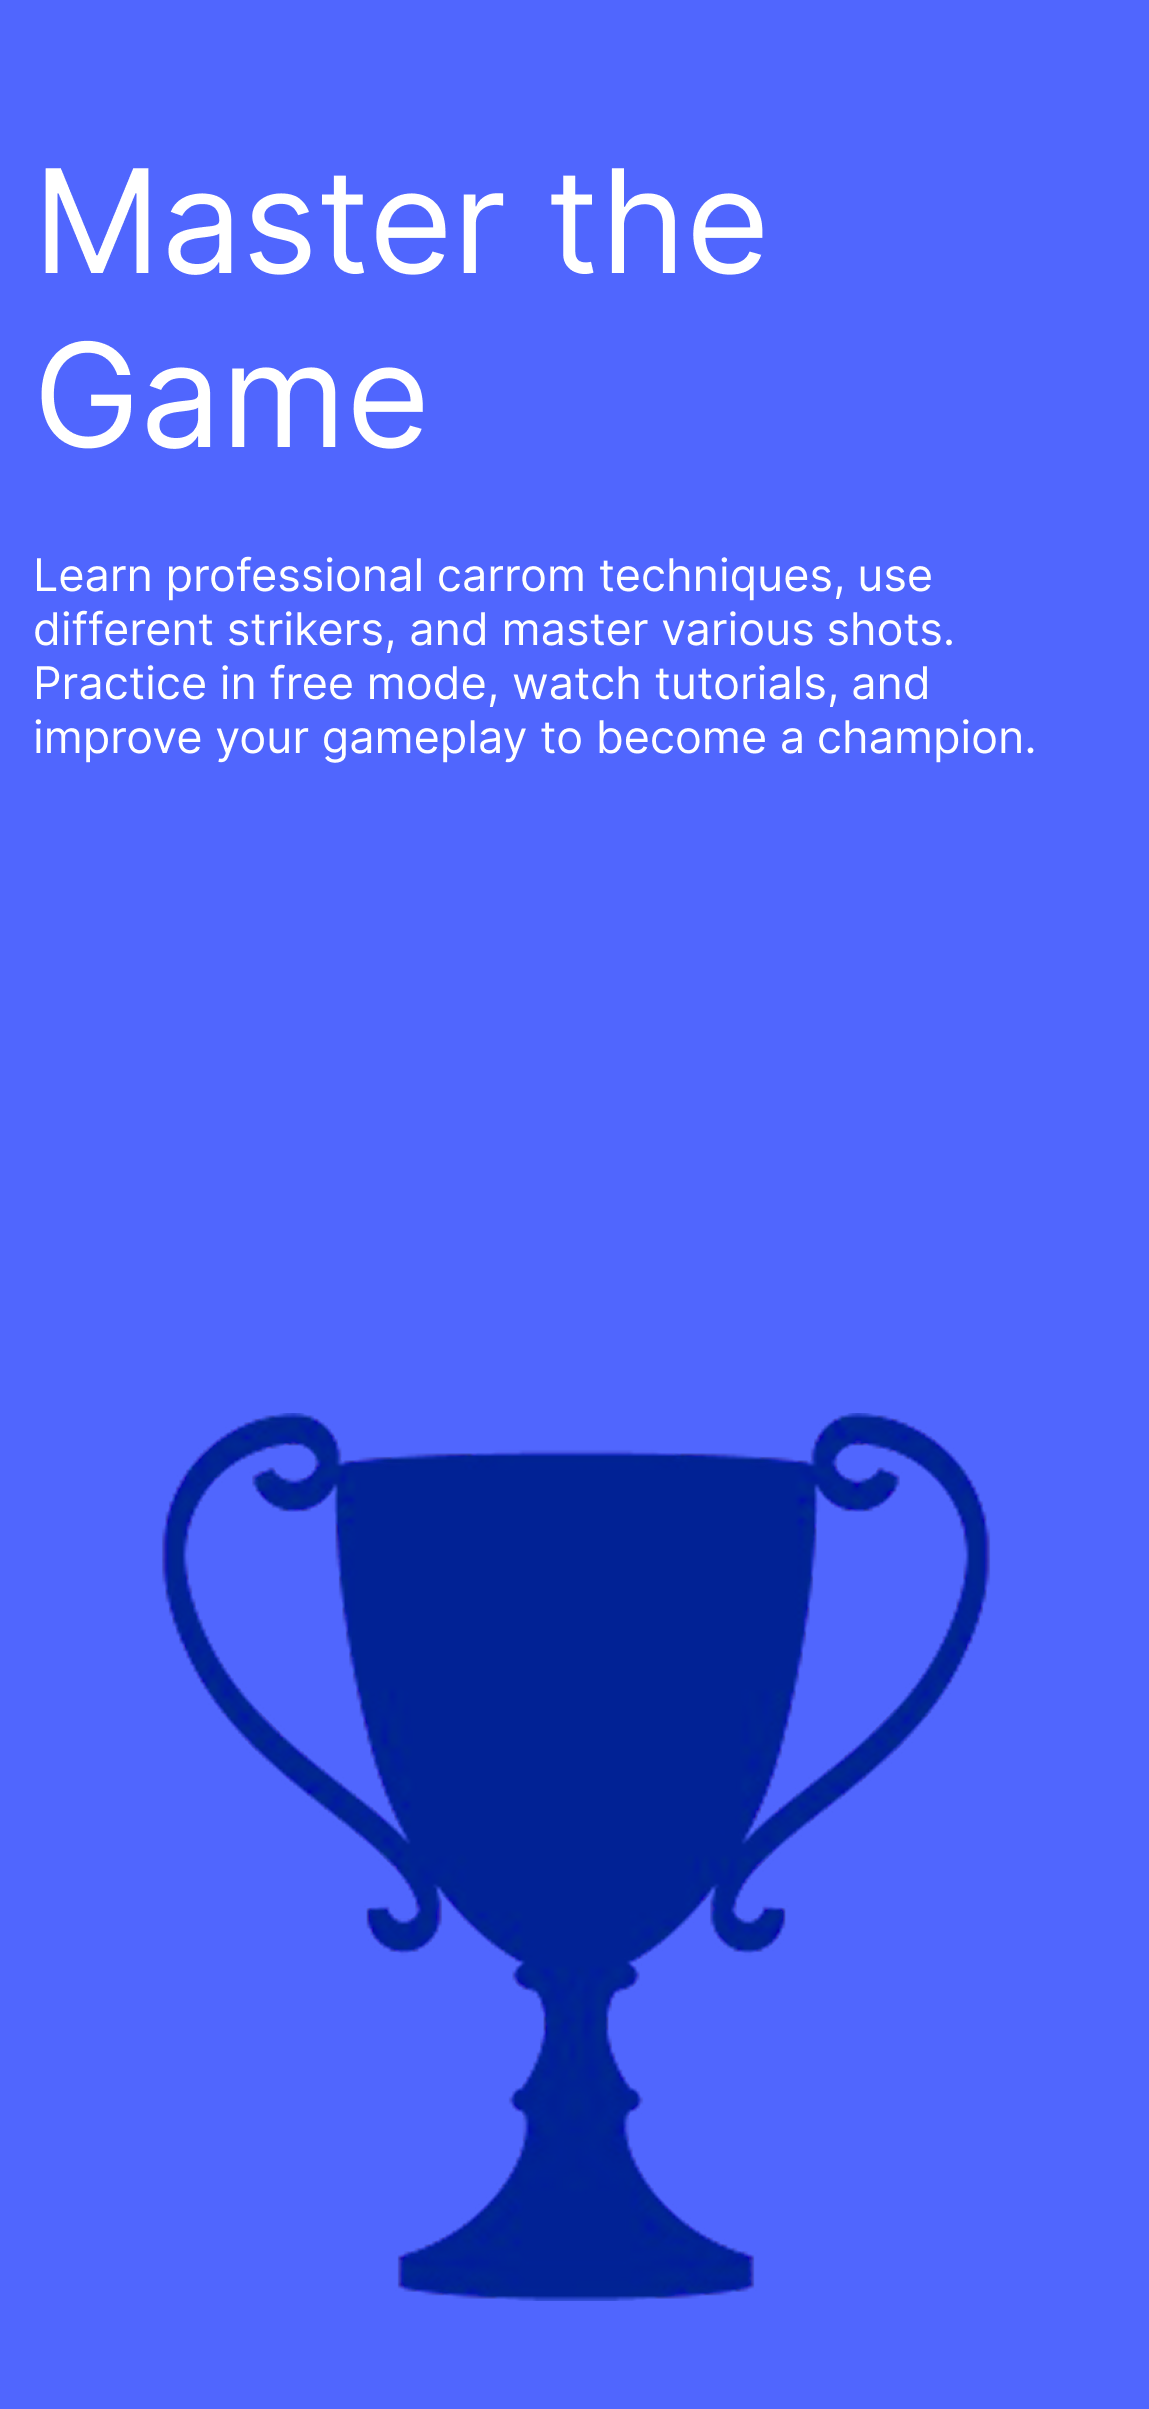 Master the
Game
Learn professional carrom techniques, use
different strikers, and master various shots.
Practice in free mode, watch tutorials, and
improve your gameplay to become a champion.